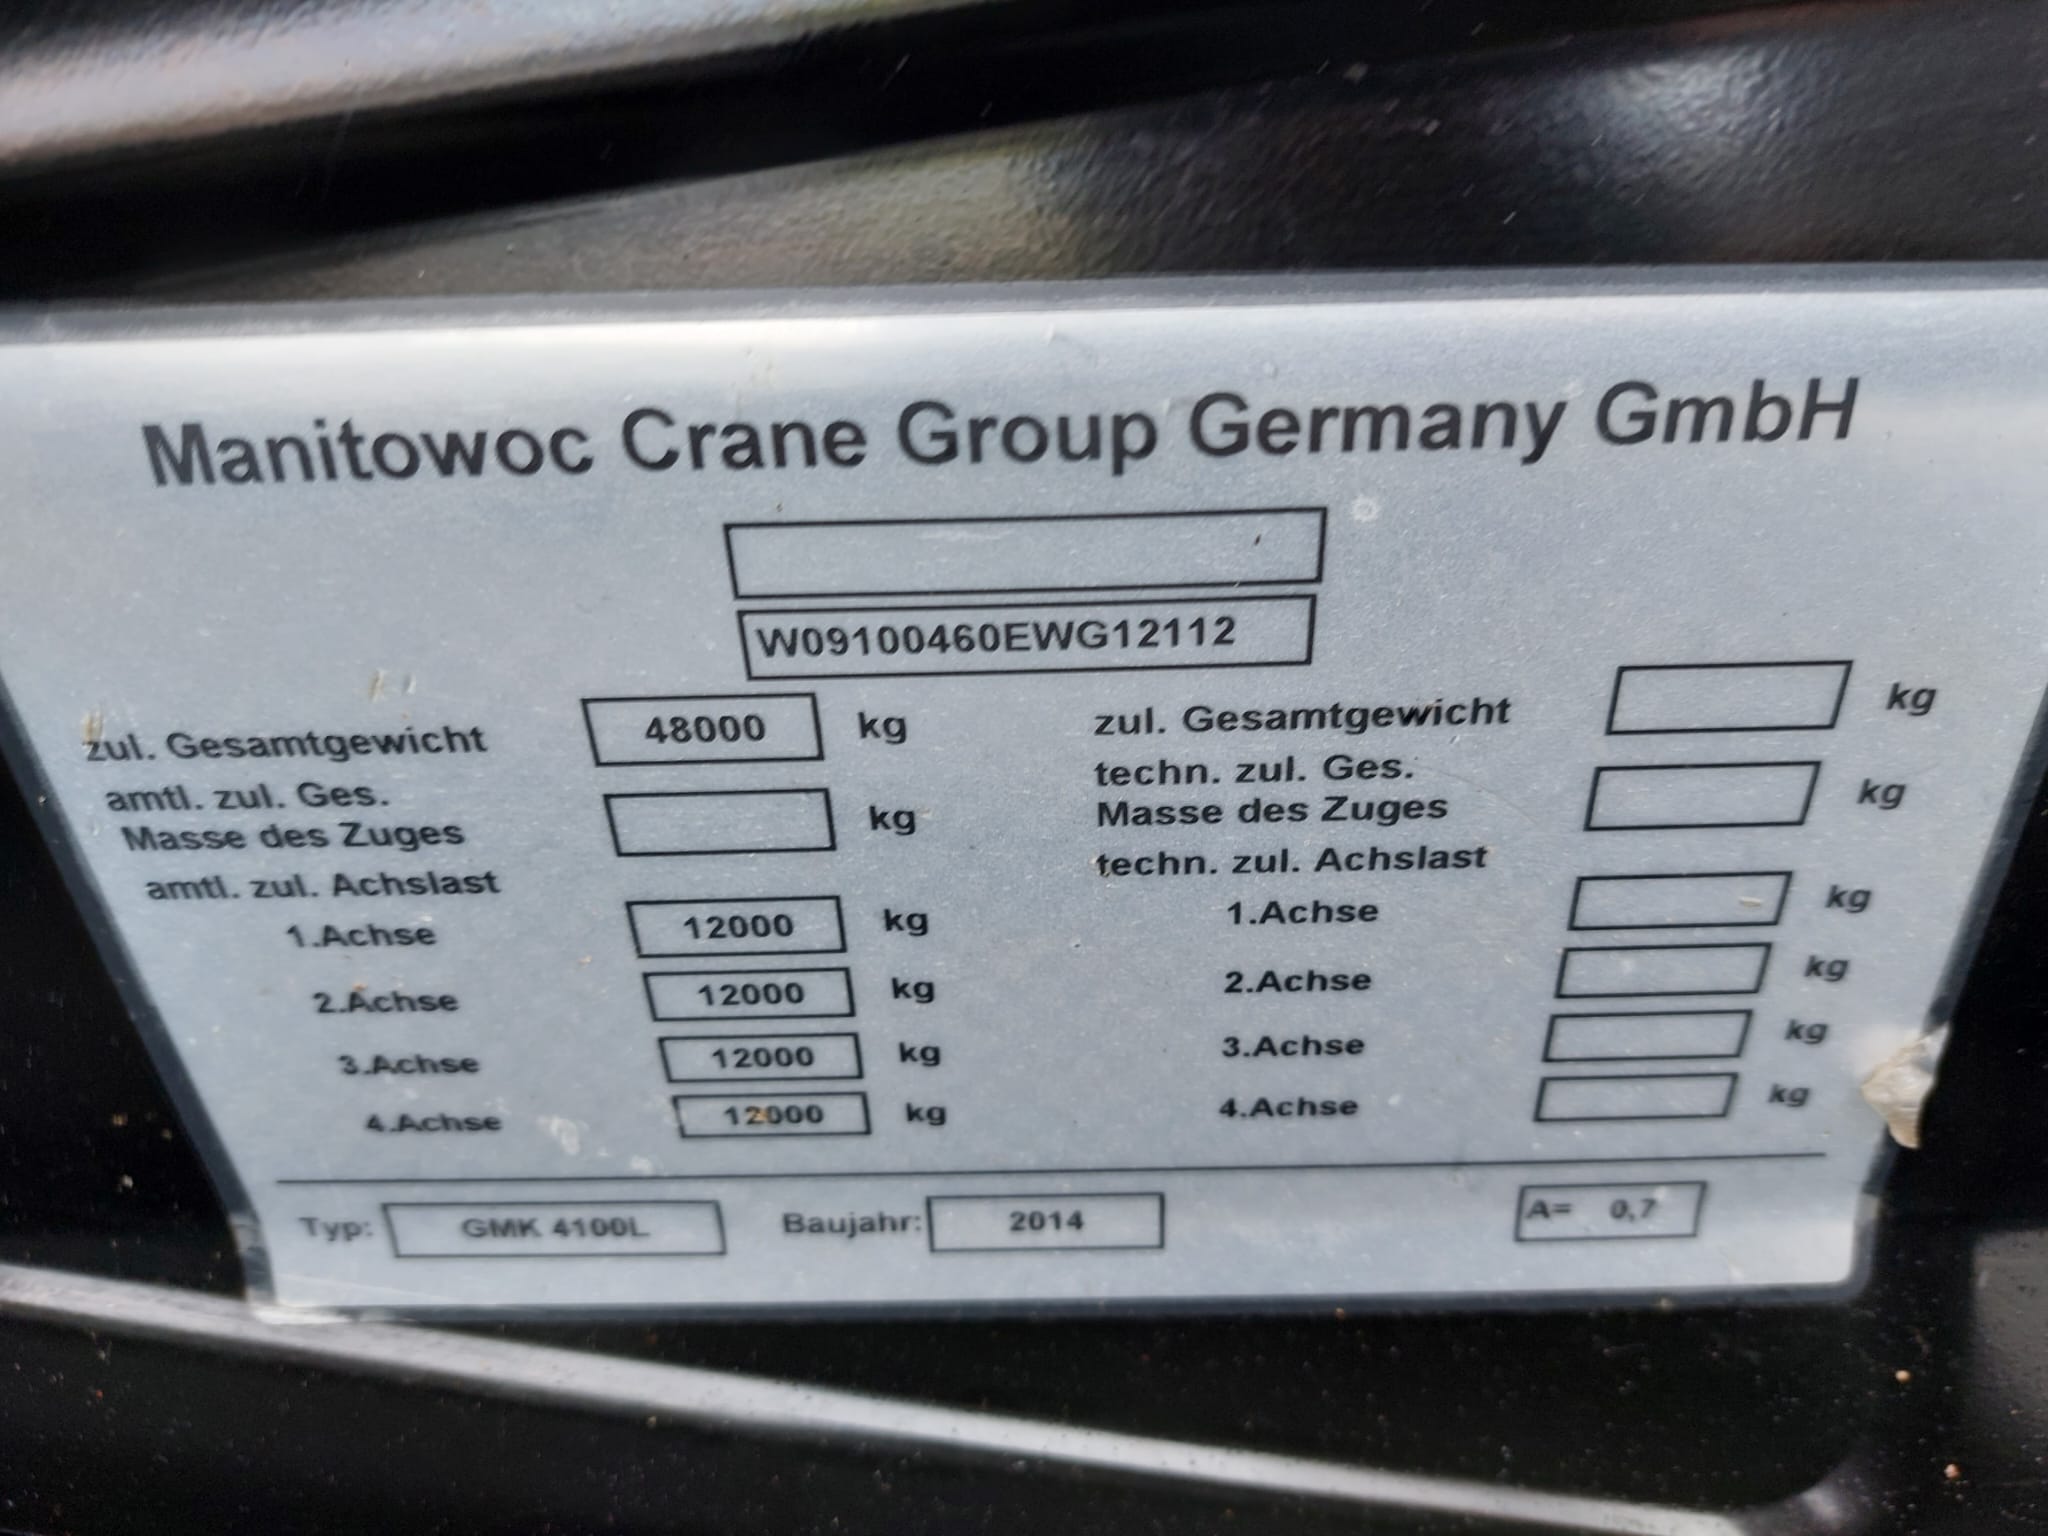 Manitowoc Crane Group Germany GmbH
W09100460EWG12112
zul. Gesamtgewicht 48000 kg zul. Gesamtgewicht kg
amtl. zul. Ges. techn. zul. Ges.
Masse des Zuges kg Masse des Zuges kg
amtl. zul. Achslast techn. zul. Achslast
1.Achse 12000 kg 1.Achse kg
2.Achse 12000 kg 2.Achse kg
3.Achse 12000 kg 3.Achse kg
4.Achse 12000 kg 4.Achse kg
Typ: GMK 4100L Baujahr: 2014 A= 0,7